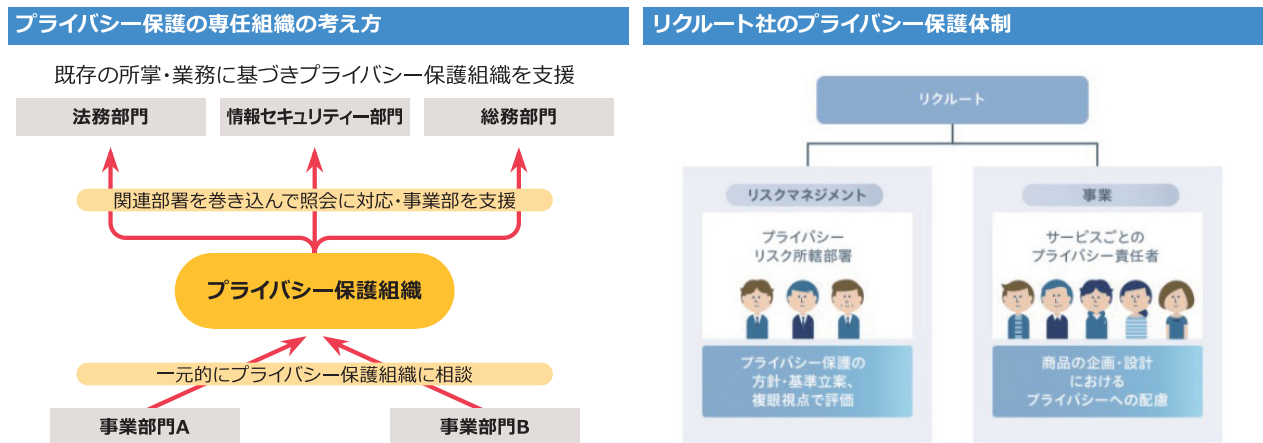 プライバシー保護の専任組織の考え方
既存の所掌・業務に基づきプライバシー保護組織を支援
法務部門
情報セキュリティー部門
総務部門
関連部署を巻き込んで照会に対応・事業部を支援
プライバシー保護組織
一元的にプライバシー保護組織に相談
事業部門A
事業部門B
リクルート社のプライバシー保護体制
リクルート
リスクマネジメント
プライバシー
リスク所轄部署
プライバシー保護の
方針・基準立案、
複眼視点で評価
事業
サービスごとの
プライバシー責任者
商品の企画・設計
における
プライバシーへの配慮